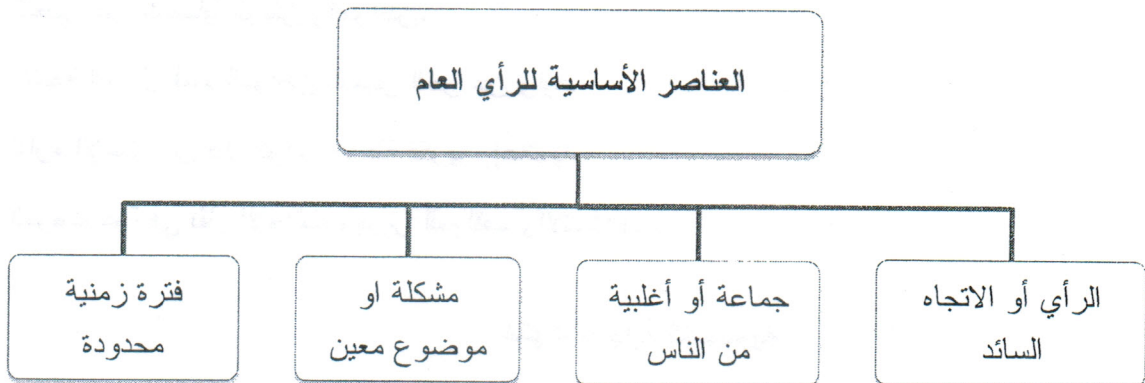 العناصر الأساسية للرأي العام
الرأي أو الاتجاه
السائد
جماعة أو أغلبية
من الناس
مشكلة او
موضوع معين
فترة زمنية
محدودة